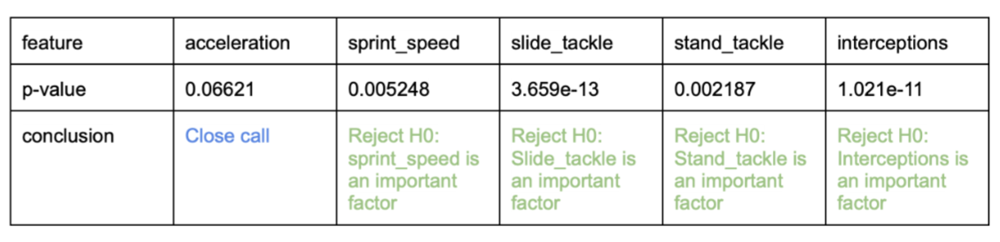 feature acceleration sprint_speed slide_tackle stand_tackle interceptions
p-value 0.06621 0.005248 3.659e-13 0.002187 1.021e-11
conclusion Close call Reject H0: Reject H0: Reject H0: Reject H0:
sprint_speed is Slide_tackle is Stand_tackle is Interceptions is
an important an important an important an important
factor factor factor factor